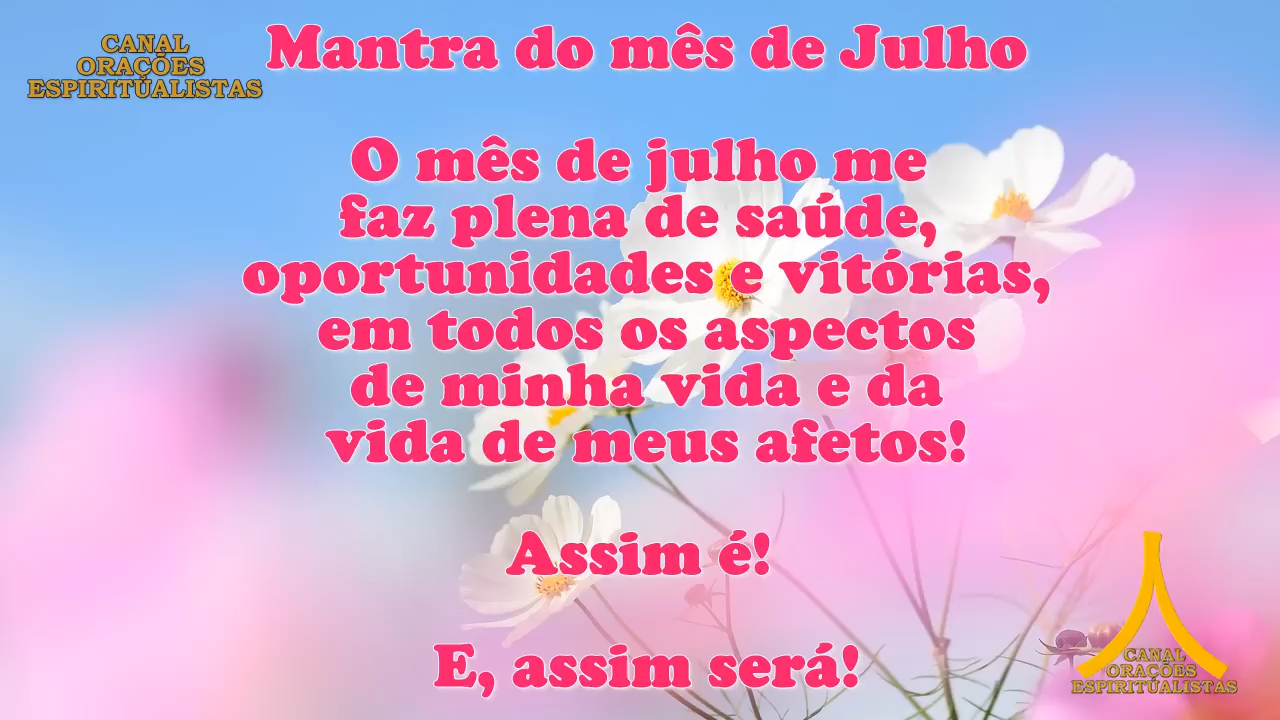 CANAL
ORAÇÕES
ESPIRITUALISTAS
Mantra do mês de Julho
O mês de julho me
faz plena de saúde,
oportunidades e vitórias,
em todos os aspectos
de minha vida e da
vida de meus afetos!
Assim é!
E, assim será!
CANAL
ORAÇÕES
ESPIRITUALISTAS